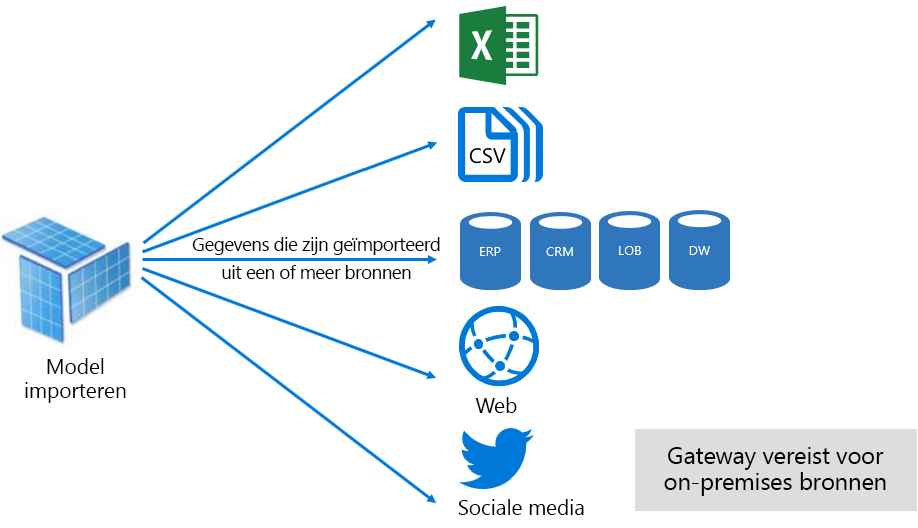 X
CSV
Gegevens die zijn geïmporteerd
uit een of meer bronnen
ERP
CRM
LOB
DW
Model
importeren
Web
Sociale media
Gateway vereist voor
on-premises bronnen